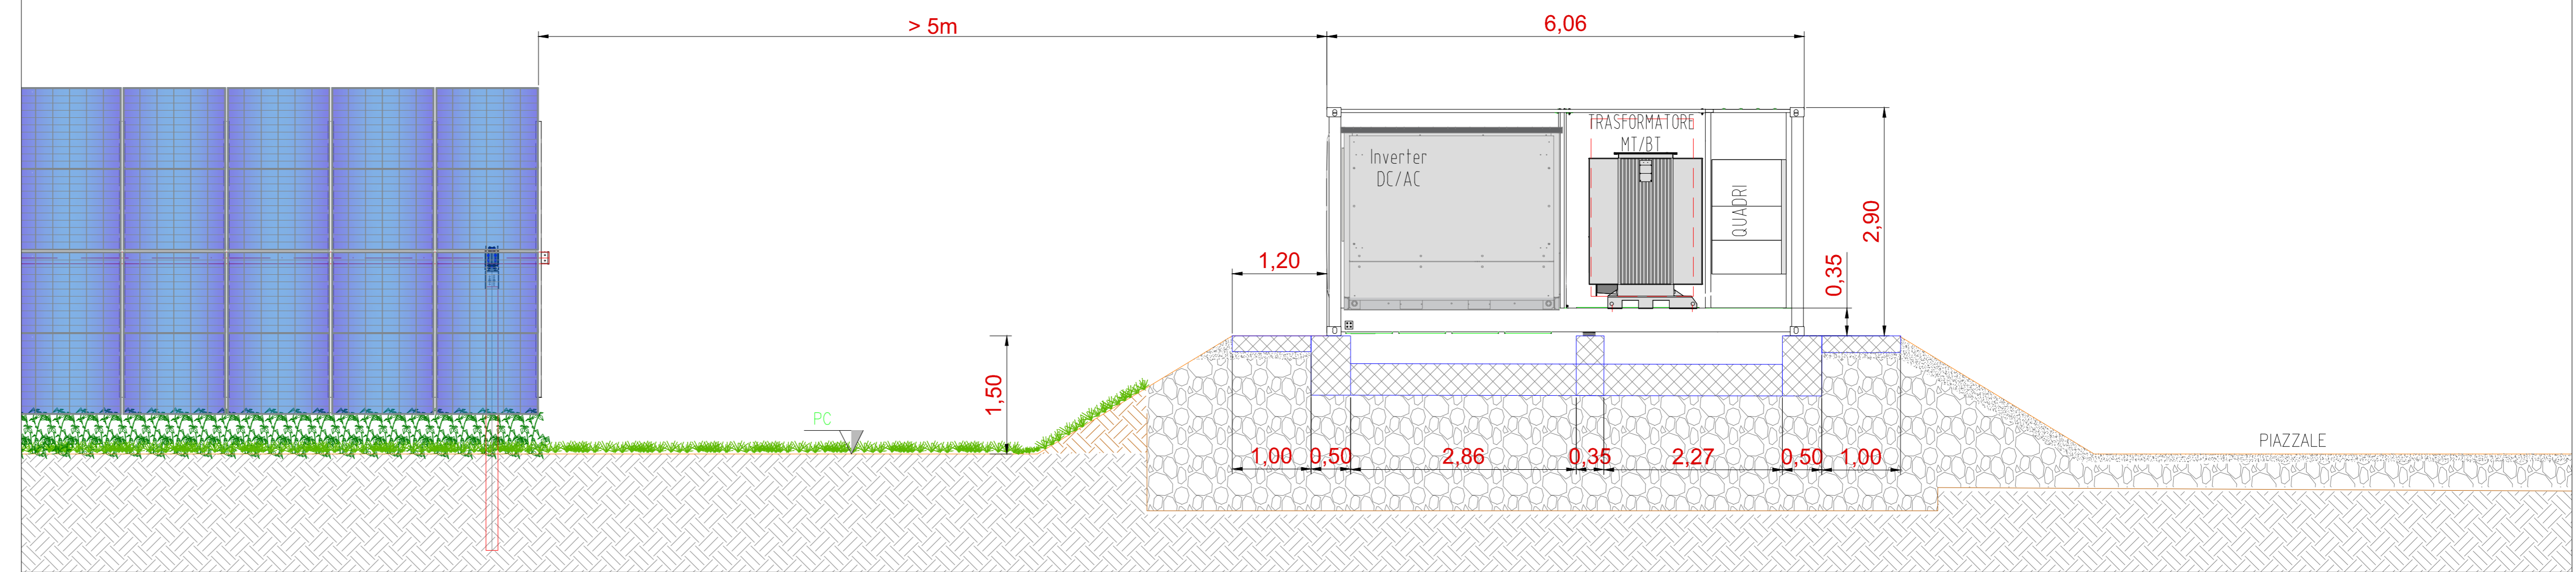 > 5m
6,06
TRASFORMATORE
MT/BT
Inverter
DC/AC
QUADRI
2,90
1,20
0,35
1,50
PC
PIAZZALE
1,00
0,50
2,86
0,35
2,27
0,50
1,00